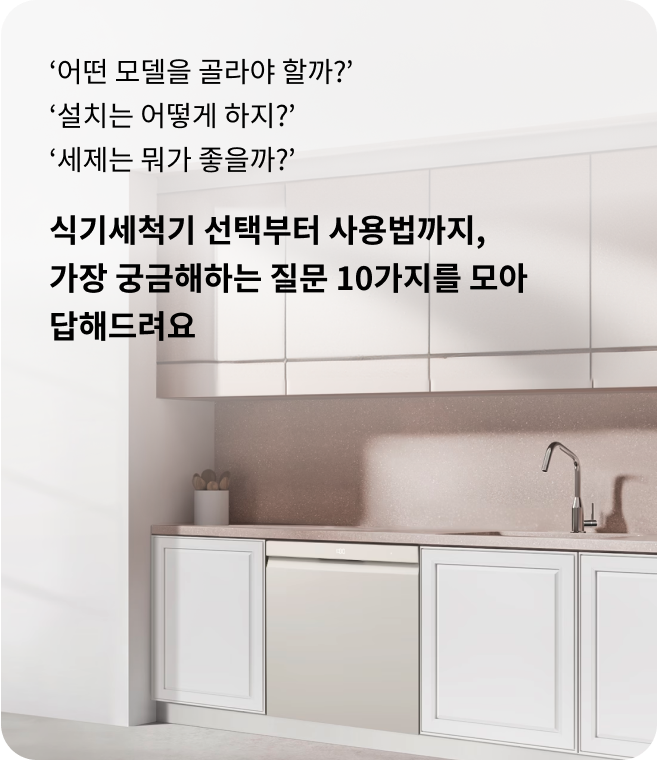 ‘어떤 모델을 골라야 할까?’
‘설치는 어떻게 하지?’
‘세제는 뭐가 좋을까?’
식기세척기 선택부터 사용법까지,
가장 궁금해하는 질문 10가지를 모아
답해드려요